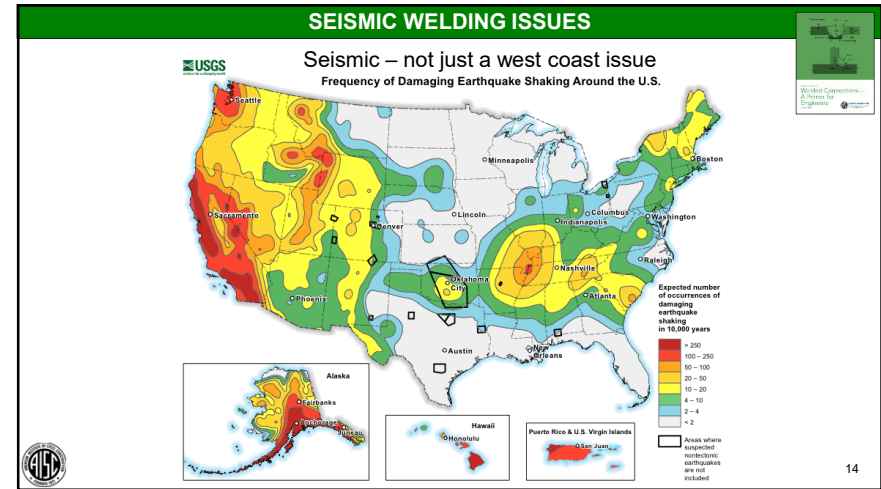 SEISMIC WELDING ISSUES
Welded Connections—
A Primer for
Engineers
Seismic – not just a west coast issue
USGS
Frequency of Damaging Earthquake Shaking Around the U.S.
Seattle
Minneapolis
Boston
Sacramento
Lincoln
Columbus
Washington
Denver
Indianapolis
Raleigh
Oklahoma
City
Nashville
Phoenix
Atlanta
Austin
New
Orleans
Expected number
of occurrences of
damaging
earthquake
shaking
in 10,000 years
> 250
100 – 250
50 – 100
20 – 50
10 – 20
4 – 10
2 – 4
< 2
Areas where
suspected
nontectonic
earthquakes
are not
included
Alaska
Fairbanks
Anchorage
Juneau
Hawaii
Honolulu
Puerto Rico & U.S. Virgin Islands
San Juan
AISC
14